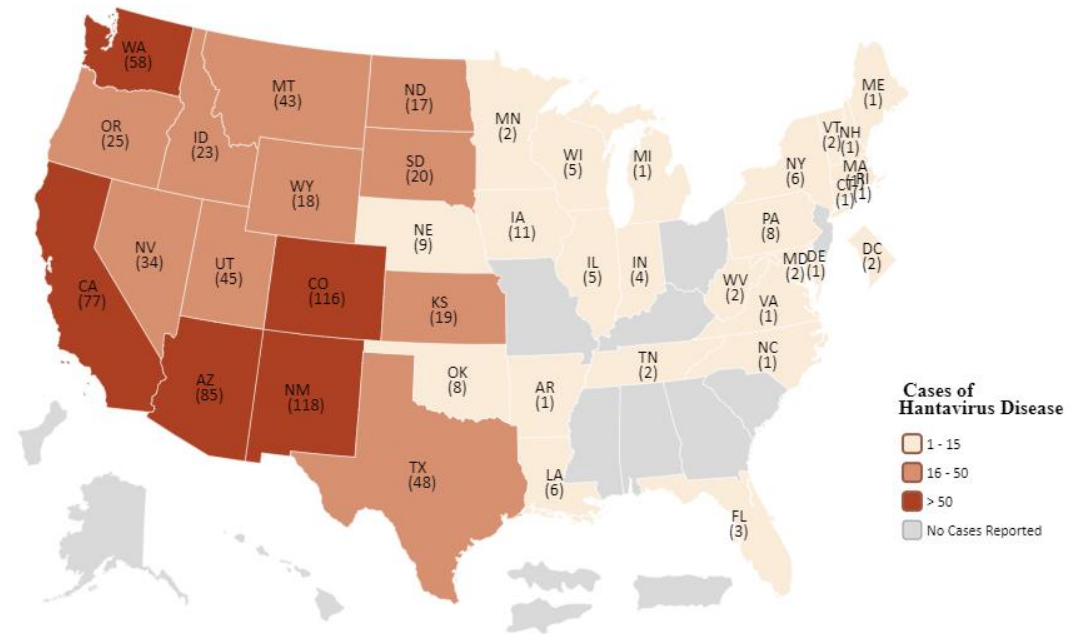 WA
(58)
MT
(43)
ND
(17)
MN
(2)
ME
(1)
OR
(25)
ID
(23)
SD
(20)
WI
(5)
MI
(1)
VT
(2)
NH
(1)
NY
(6)
MA
RI
(1)
CT
(1)
WY
(18)
NE
(9)
IA
(11)
PA
(8)
NV
(34)
UT
(45)
CO
(116)
KS
(19)
IL
(5)
IN
(4)
WV
(2)
MD
(2)
DE
(1)
DC
(2)
VA
(1)
CA
(77)
AZ
(85)
NM
(118)
OK
(8)
AR
(1)
TN
(2)
NC
(1)
TX
(48)
LA
(6)
FL
(3)
Cases of
Hantavirus Disease
1 - 15
16 - 50
> 50
No Cases Reported